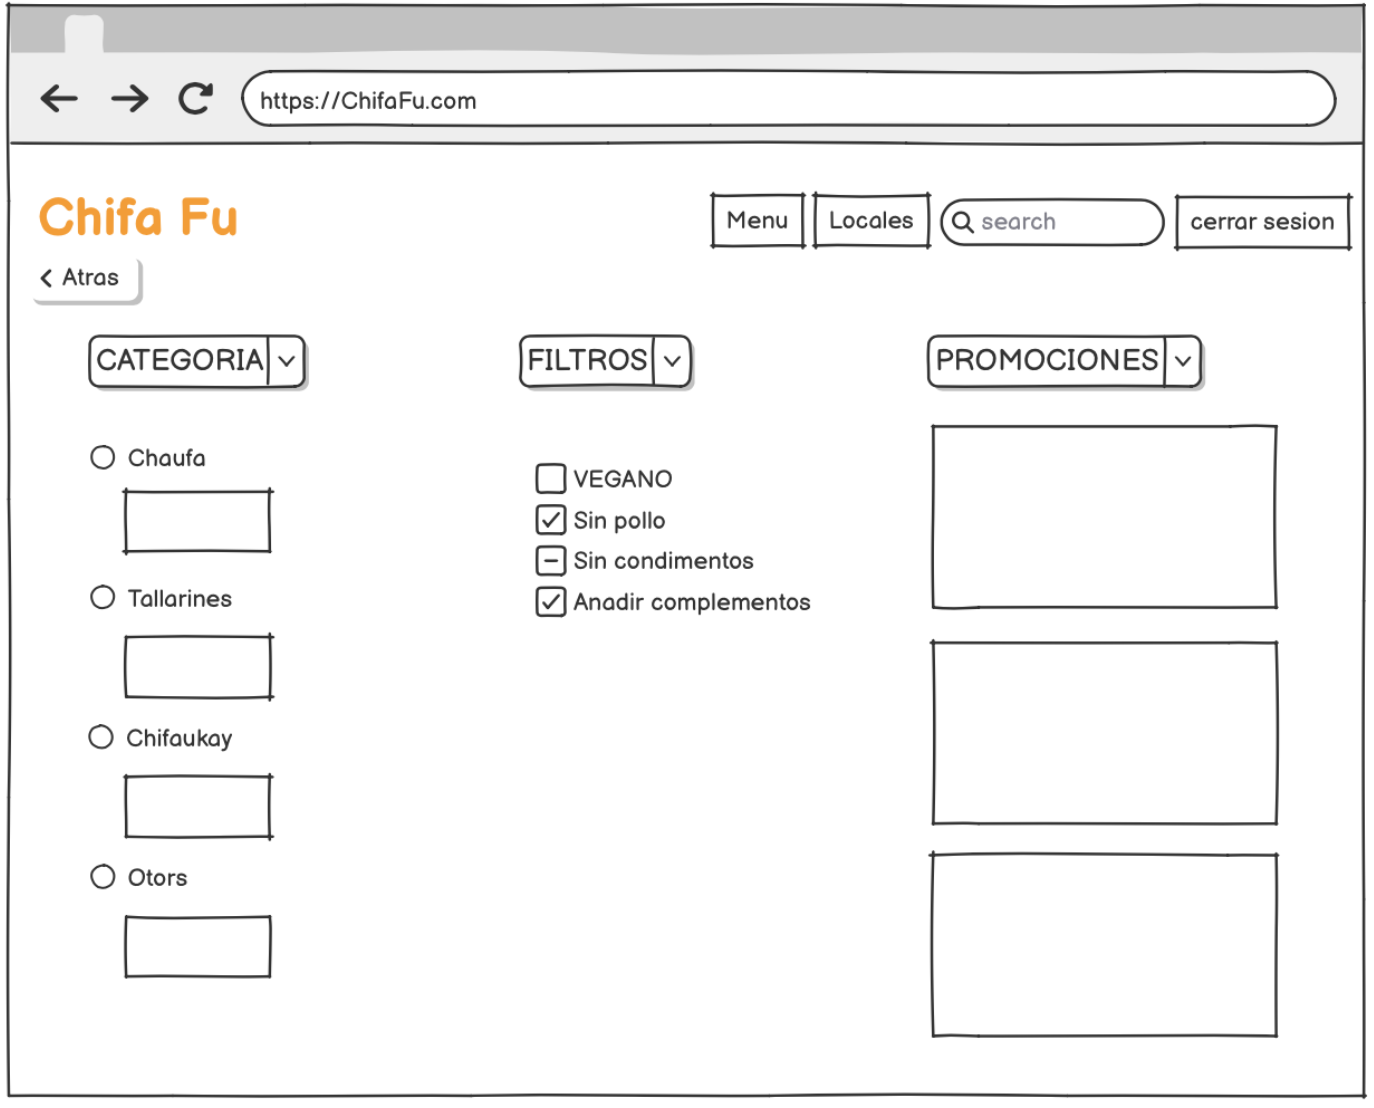 https://ChifaFu.com
Chifa Fu
Menu
Locales
search
cerrar sesion
Atras
CATEGORIA
FILTROS
PROMOCIONES
Chaufa
Tallarines
Chifaukay
Otors
VEGANO
Sin pollo
Sin condimentos
Anadir complementos